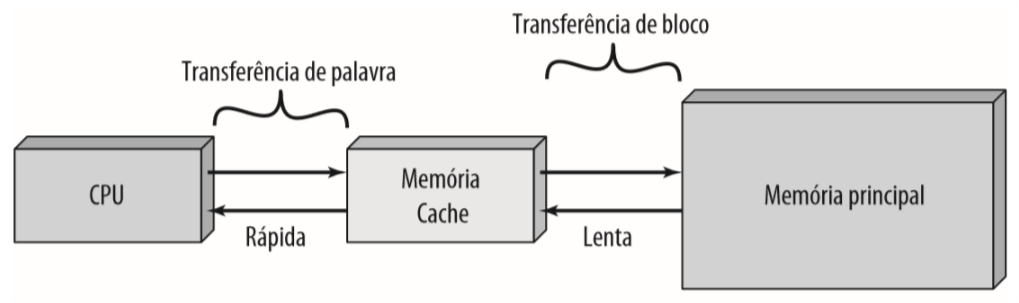 Transferência de bloco
Transferência de palavra
CPU
Memória
Cache
Memória principal
Rápida
Lenta